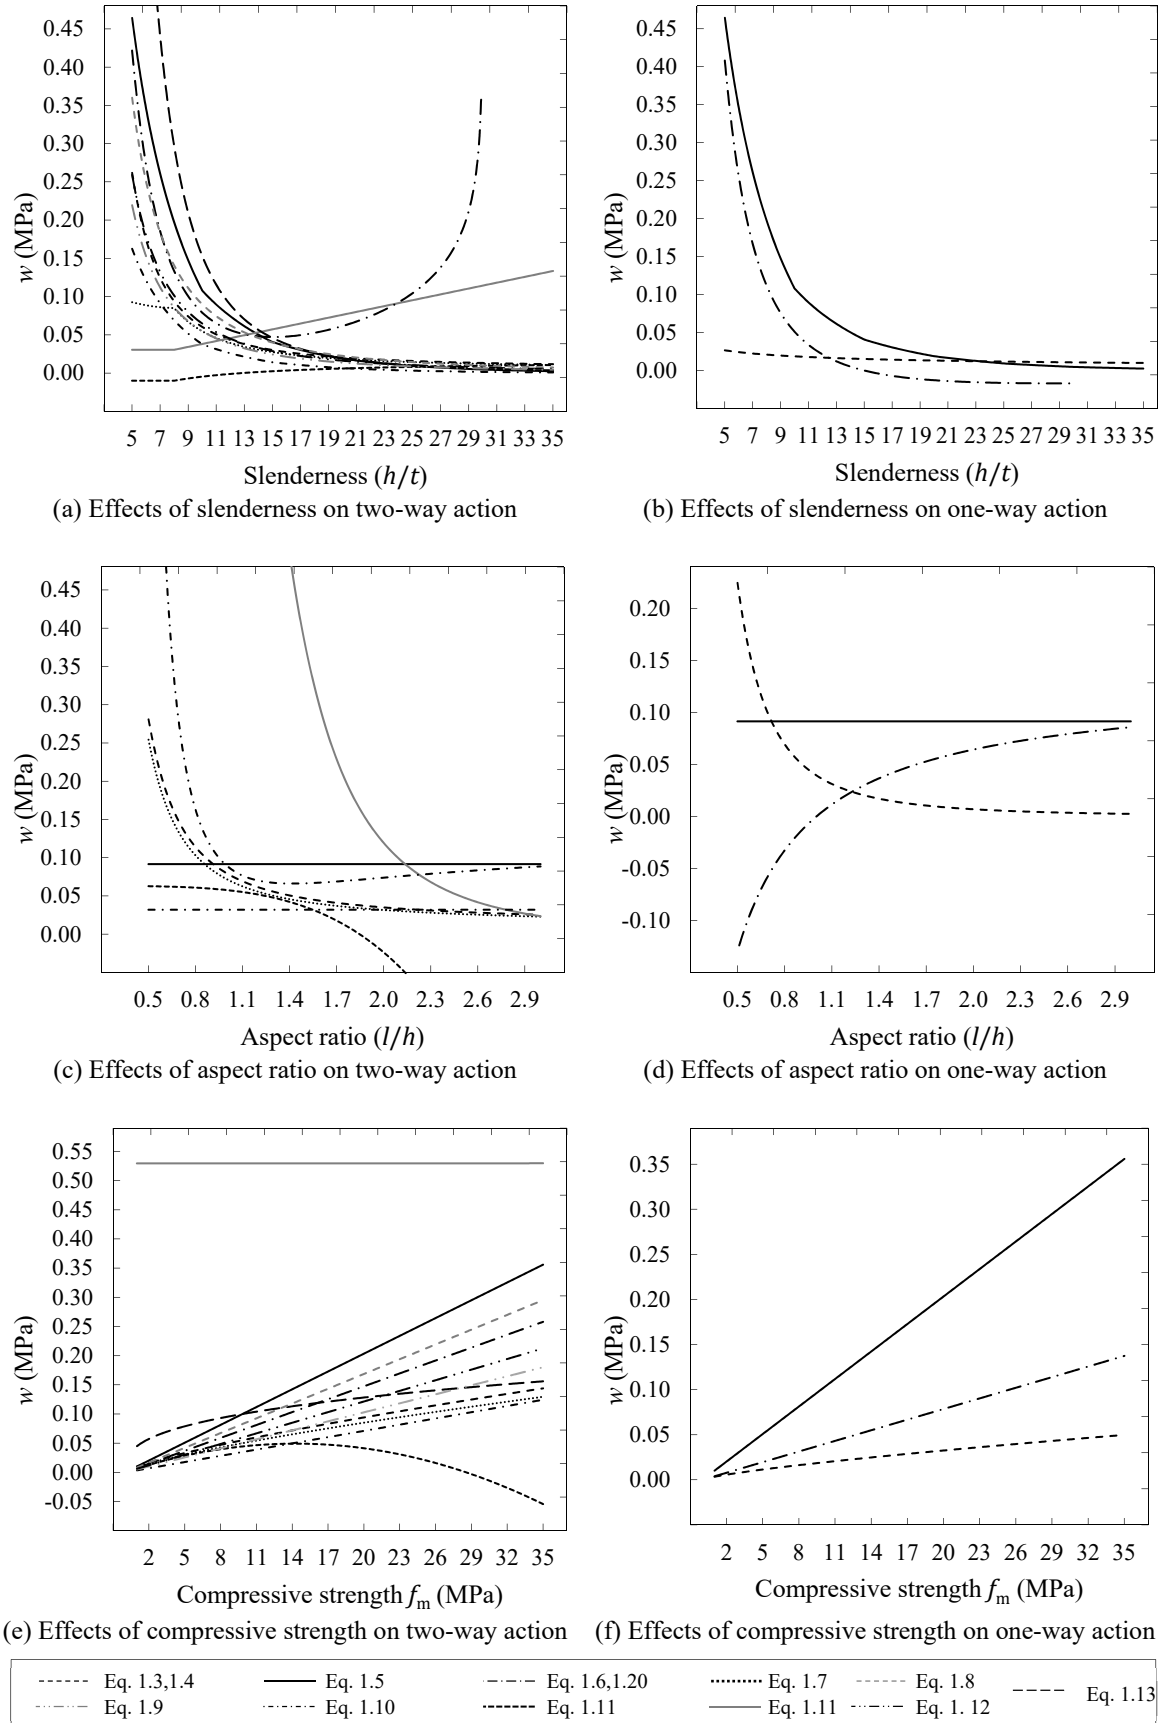 0.45
0.40
0.35
0.30
0.25
0.20
0.15
0.10
0.05
0.00
w (MPa)
5 7 9 11 13 15 17 19 21 23 25 27 29 31 33 35
Slenderness (h/t)
(a) Effects of slenderness on two-way action
0.45
0.40
0.35
0.30
0.25
0.20
0.15
0.10
0.05
0.00
w (MPa)
5 7 9 11 13 15 17 19 21 23 25 27 29 31 33 35
Slenderness (h/t)
(b) Effects of slenderness on one-way action
0.45
0.40
0.35
0.30
0.25
0.20
0.15
0.10
0.05
0.00
w (MPa)
0.5 0.8 1.1 1.4 1.7 2.0 2.3 2.6 2.9
Aspect ratio (l/h)
(c) Effects of aspect ratio on two-way action
0.20
0.15
0.10
0.05
0.00
-0.05
-0.10
w (MPa)
0.5 0.8 1.1 1.4 1.7 2.0 2.3 2.6 2.9
Aspect ratio (l/h)
(d) Effects of aspect ratio on one-way action
0.55
0.50
0.45
0.40
0.35
0.30
0.25
0.20
0.15
0.10
0.05
0.00
-0.05
w (MPa)
2 5 8 11 14 17 20 23 26 29 32 35
Compressive strength fm (MPa)
(e) Effects of compressive strength on two-way action
0.35
0.30
0.25
0.20
0.15
0.10
0.05
0.00
w (MPa)
2 5 8 11 14 17 20 23 26 29 32 35
Compressive strength fm (MPa)
(f) Effects of compressive strength on one-way action
Eq. 1.3,1.4 Eq. 1.5 Eq. 1.6,1.20 Eq. 1.7 Eq. 1.8 Eq. 1.13
Eq. 1.9 Eq. 1.10 Eq. 1.11 Eq. 1.11 Eq. 1. 12